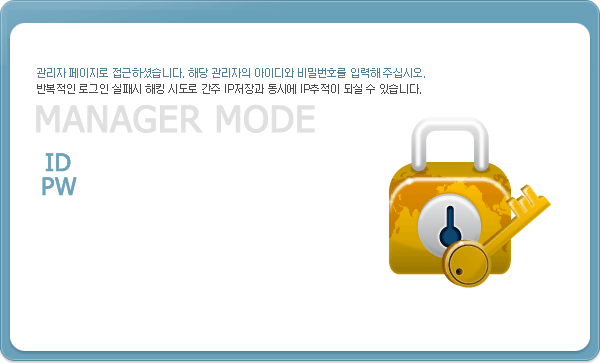 관리자 페이지로 접근하셨습니다. 해당 관리자의 아이디와 비밀번호를 입력해 주십시오.
반복적인 로그인 실패시 해킹 시도로 간주 IP저장과 동시에 IP추적이 되실 수 있습니다.
MANAGER MODE
ID
PW